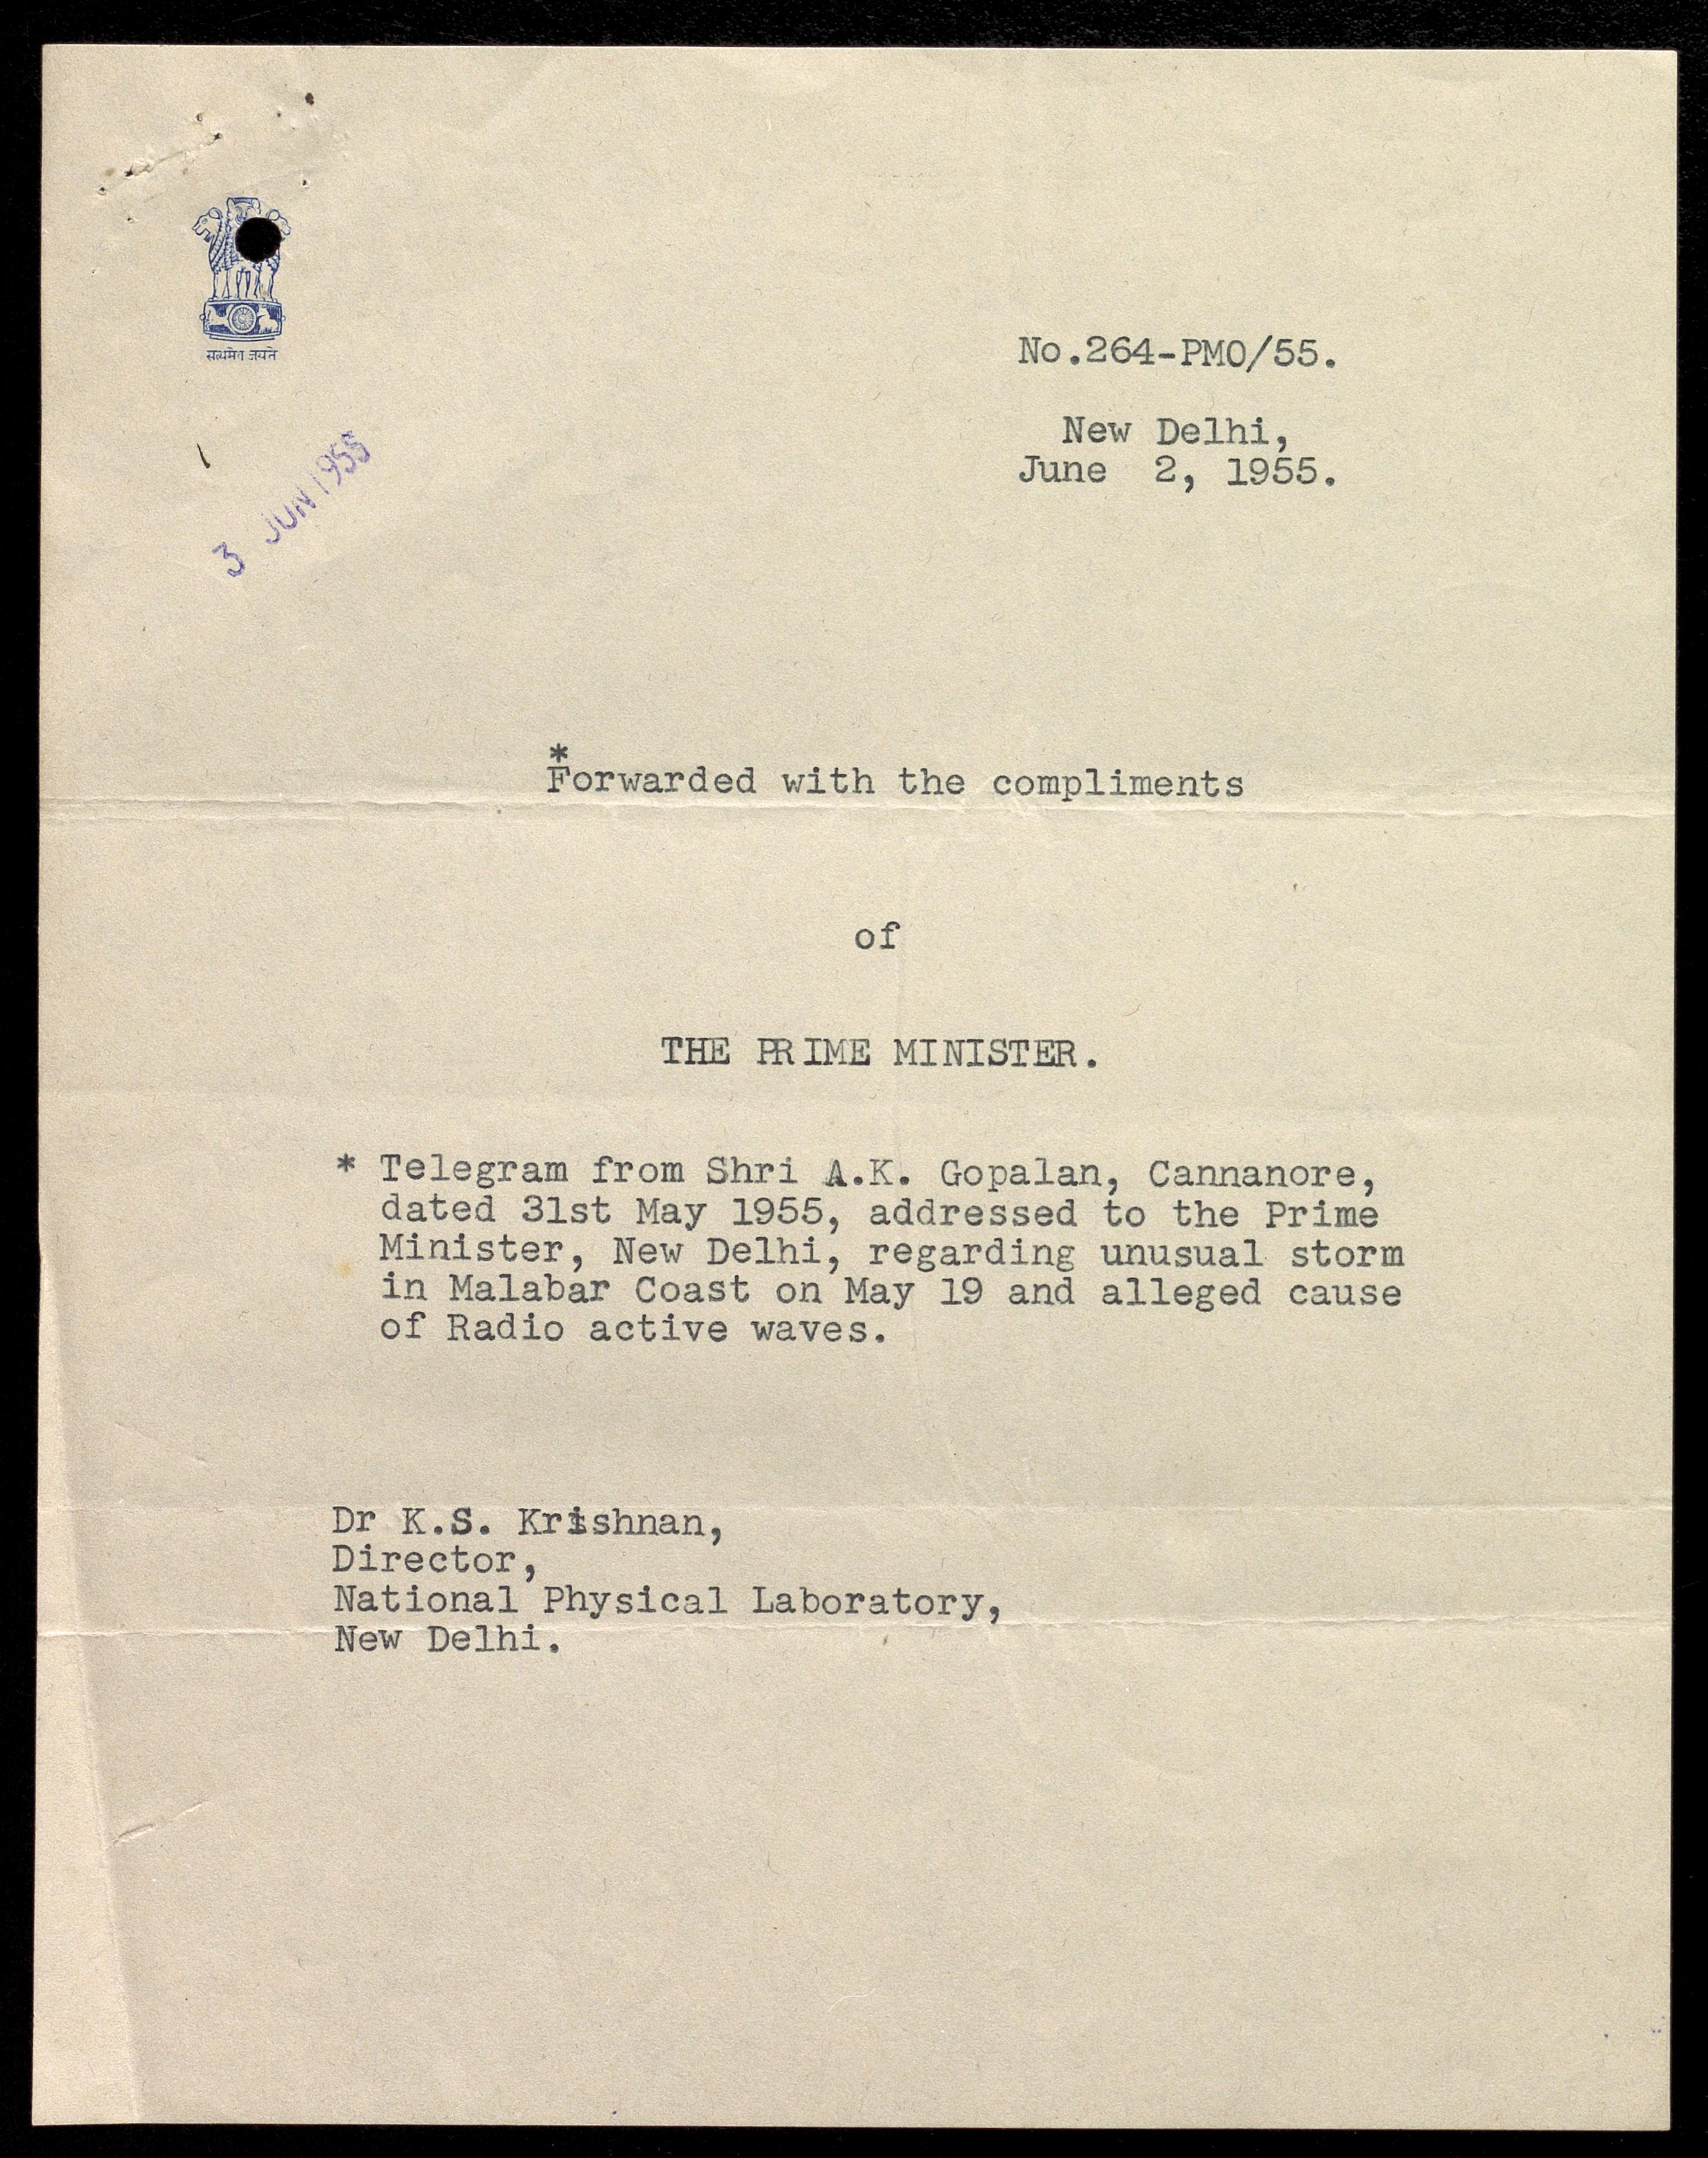 सत्यमेव जयते
No.264-PMO/55.
New Delhi,
June 2, 1955.
3 JUN 1955
*
Forwarded with the compliments
of
THE PRIME MINISTER.
* Telegram from Shri A.K. Gopalan, Cannanore,
dated 31st May 1955, addressed to the Prime
Minister, New Delhi, regarding unusual storm
in Malabar Coast on May 19 and alleged cause
of Radio active waves.
Dr K.S. Krishnan,
Director,
National Physical Laboratory,
New Delhi.